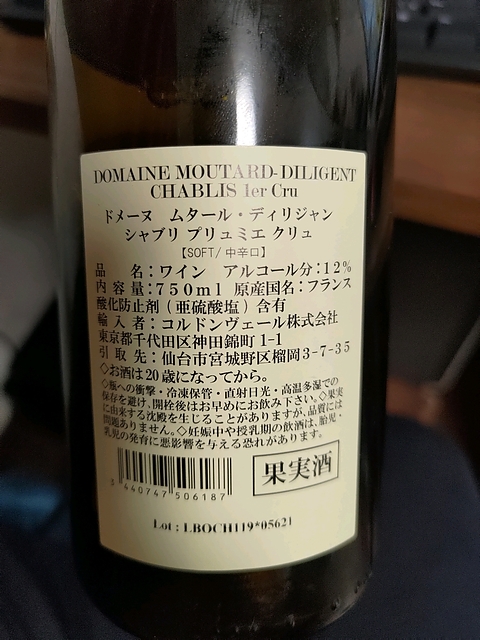 DOMAINE MOUTARD-DILIGENT
CHABLIS 1er Cru
ドメーヌ ムタール・ディリジャン
シャブリ プリュミエ クリュ
【SOFT/中辛口】
品 名：ワイン アルコール分：12％
内容量：750ml 原産国名：フランス
酸化防止剤(亜硫酸塩)含有
輸入者：コルドンヴェール株式会社
東京都千代田区神田錦町1-1
引取先：仙台市宮城野区榴岡3-7-35
◇お酒は20歳になってから。
◇瓶への衝撃・冷凍保管・直射日光・高温多湿での
保存を避け、開栓後はお早めにお飲み下さい。◇果実
に由来する沈殿を生じることがありますが、品質には
問題ありません。◇妊娠中や授乳期の飲酒は、胎児・
乳児の発育に悪影響を与える恐れがあります。
果実酒
3 440747 506187
Lot : LBOCH119*05621